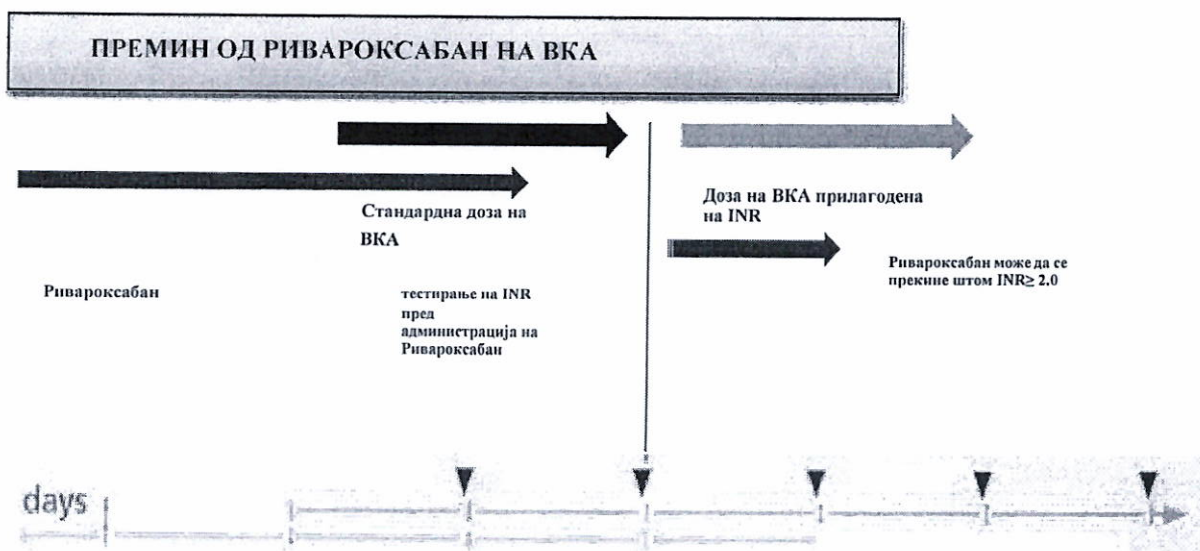 ПРЕМИН ОД РИВАРОКСАБАН НА ВКА
Стандардна доза на
ВКА
Доза на ВКА прилагодена
на INR
Ривароксабан може да се
прекине штом INR≥ 2.0
Ривароксабан
тестирање на INR
пред
администрација на
Ривароксабан
days